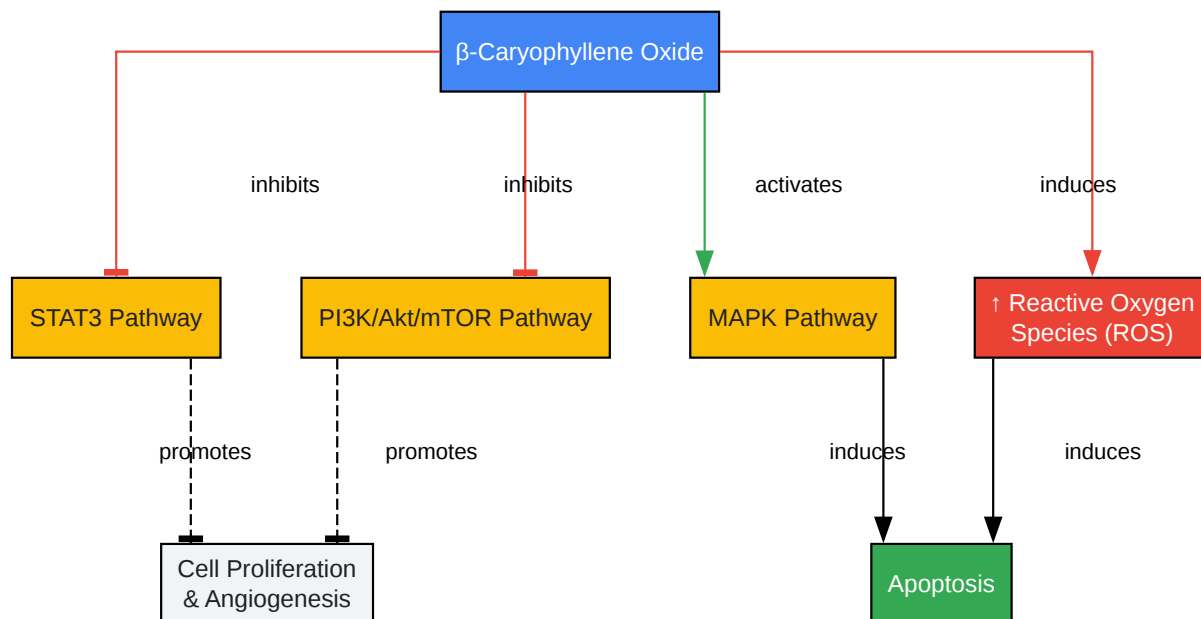 β-Caryophyllene Oxide
inhibits
inhibits
activates
induces
STAT3 Pathway
PI3K/Akt/mTOR Pathway
MAPK Pathway
↑ Reactive Oxygen
Species (ROS)
promotes
promotes
induces
induces
Cell Proliferation
& Angiogenesis
Apoptosis